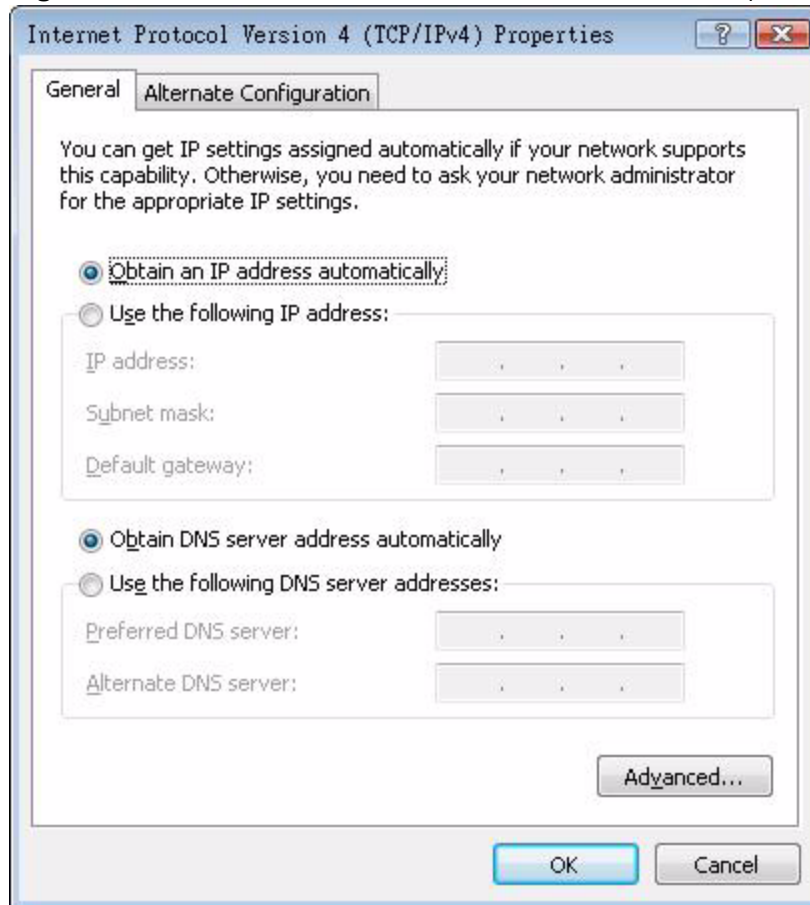 Internet Protocol Version 4 (TCP/IPv4) Properties
General
Alternate Configuration
You can get IP settings assigned automatically if your network supports
this capability. Otherwise, you need to ask your network administrator
for the appropriate IP settings.
Obtain an IP address automatically
Use the following IP address:
IP address:
Subnet mask:
Default gateway:
Obtain DNS server address automatically
Use the following DNS server addresses:
Preferred DNS server:
Alternate DNS server:
Advanced...
OK
Cancel